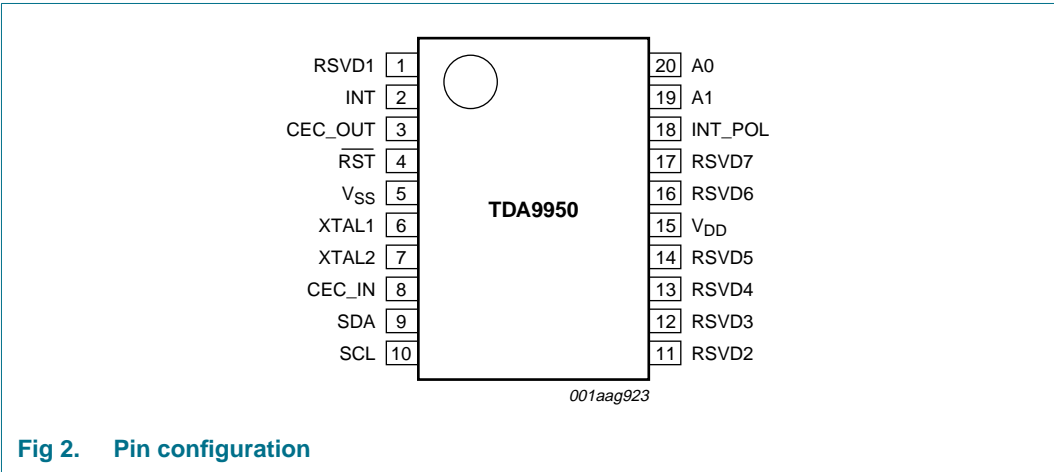 RSVD1 1
INT 2
CEC_OUT 3
RST 4
VSS 5
XTAL1 6
XTAL2 7
CEC_IN 8
SDA 9
SCL 10
TDA9950
20 A0
19 A1
18 INT_POL
17 RSVD7
16 RSVD6
15 VDD
14 RSVD5
13 RSVD4
12 RSVD3
11 RSVD2
001aag923
Fig 2. Pin configuration